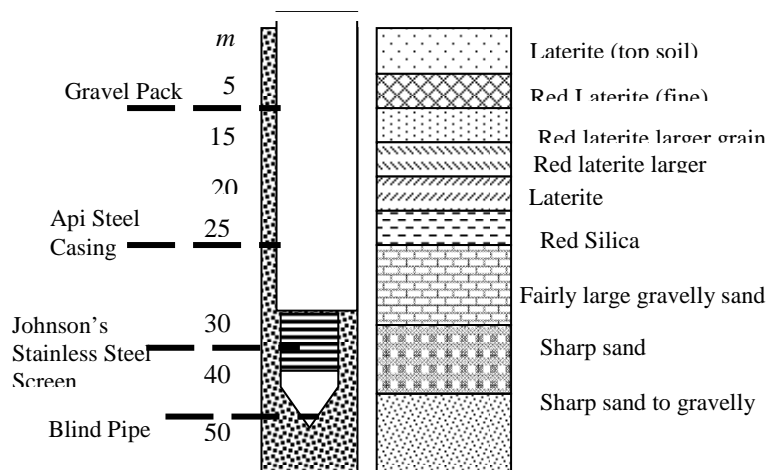 m
Laterite (top soil)
5
Gravel Pack
Red Laterite (fine)
15
Red laterite larger grain
Red laterite larger
20
Laterite
Api Steel
Casing
25
Red Silica
Fairly large gravelly sand
30
Johnson's
Stainless Steel
Screen
Sharp sand
40
Sharp sand to gravelly
Blind Pipe
50